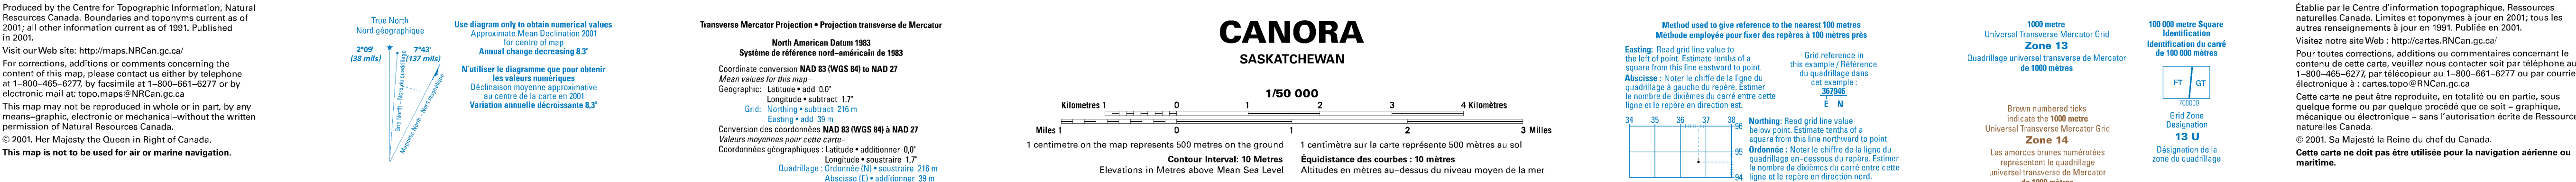 Produced by the Centre for Topographic Information, Natural
Resources Canada. Boundaries and toponyms current as of
2001; all other information current as of 1991. Published
in 2001.
Visit our Web site: http://maps.NRCan.gc.ca/
For corrections, additions or comments concerning the
content of this map, please contact us either by telephone
at 1–800–465–6277, by facsimile at 1–800–661–6277 or by
electronic mail at: topo.maps@NRCan.gc.ca
This map may not be reproduced in whole or in part, by any
means–graphic, electronic or mechanical–without the written
permission of Natural Resources Canada.
© 2001. Her Majesty the Queen in Right of Canada.
This map is not to be used for air or marine navigation.
True North
Nord géographique
2°09'
(38 mils)
7°43'
(137 mils)
Grid North - Nord du quadrillage
Magnetic North - Nord magnétique
Use diagram only to obtain numerical values
Approximate Mean Declination 2001
for centre of map
Annual change decreasing 8.3'
N'utiliser le diagramme que pour obtenir
les valeurs numériques
Déclinaison moyenne approximative
au centre de la carte en 2001
Variation annuelle décroissante 8,3'
Transverse Mercator Projection • Projection transverse de Mercator
North American Datum 1983
Système de référence nord–américain de 1983
Coordinate conversion NAD 83 (WGS 84) to NAD 27
Mean values for this map–
Geographic: Latitude • add 0.0"
Longitude • subtract 1.7"
Grid: Northing • subtract 216 m
Easting • add 39 m
Conversion des coordonnées NAD 83 (WGS 84) à NAD 27
Valeurs moyennes pour cette carte–
Coordonnées géographiques : Latitude • additionner 0,0"
Longitude • soustraire 1,7"
Quadrillage : Ordonnée (N) • soustraire 216 m
Abscisse (E) • additionner 39 m
CANORA
SASKATCHEWAN
1/50 000
Kilometres 1 0 1 2 3 4 Kilomètres
Miles 1 0 1 2 3 Milles
1 centimetre on the map represents 500 metres on the ground
1 centimètre sur la carte représente 500 mètres au sol
Contour Interval: 10 Metres
Elevations in Metres above Mean Sea Level
Équidistance des courbes : 10 mètres
Altitudes en mètres au–dessus du niveau moyen de la mer
Method used to give reference to the nearest 100 metres
Méthode employée pour fixer des repères à 100 mètres près
Easting: Read grid line value to
the left of point. Estimate tenths of a
square from this line eastward to point.
Abscisse : Noter le chiffe de la ligne du
quadrillage à gauche du repère. Estimer
le nombre de dixièmes du carré entre cette
ligne et le repère en direction est.
Grid reference in
this example / Référence
du quadrillage dans
cet exemple :
367946
E N
34 35 36 37 38
96
95
94
Northing: Read grid line value
below point. Estimate tenths of a
square from this line northward to point.
Ordonnée : Noter le chiffre de la ligne du
quadrillage en–dessous du repère. Estimer
le nombre de dixièmes du carré entre cette
ligne et le repère en direction nord.
1000 metre
Universal Transverse Mercator Grid
Zone 13
Quadrillage universel transverse de Mercator
de 1000 mètres
Brown numbered ticks
indicate the 1000 metre
Universal Transverse Mercator Grid
Zone 14
Les amorces brunes numérotées
représentent le quadrillage
universel transverse de Mercator
de 1000 mètres
100 000 metre Square
Identification
Identification du carré
de 100 000 mètres
FT GT
700000
Grid Zone
Designation
13 U
Désignation de la
zone du quadrillage
Établie par le Centre d'information topographique, Ressources
naturelles Canada. Limites et toponymes à jour en 2001; tous les
autres renseignements à jour en 1991. Publiée en 2001.
Visitez notre site Web : http://cartes.RNCan.gc.ca/
Pour toutes corrections, additions ou commentaires concernant le
contenu de cette carte, veuillez nous contacter soit par téléphone au
1–800–465–6277, par télécopieur au 1–800–661–6277 ou par courrie
électronique à : cartes.topo@RNCan.gc.ca
Cette carte ne peut être reproduite, en totalité ou en partie, sous
quelque forme ou par quelque procédé que ce soit – graphique,
mécanique ou électronique – sans l'autorisation écrite de Ressource
naturelles Canada.
© 2001. Sa Majesté la Reine du chef du Canada.
Cette carte ne doit pas être utilisée pour la navigation aérienne ou
maritime.